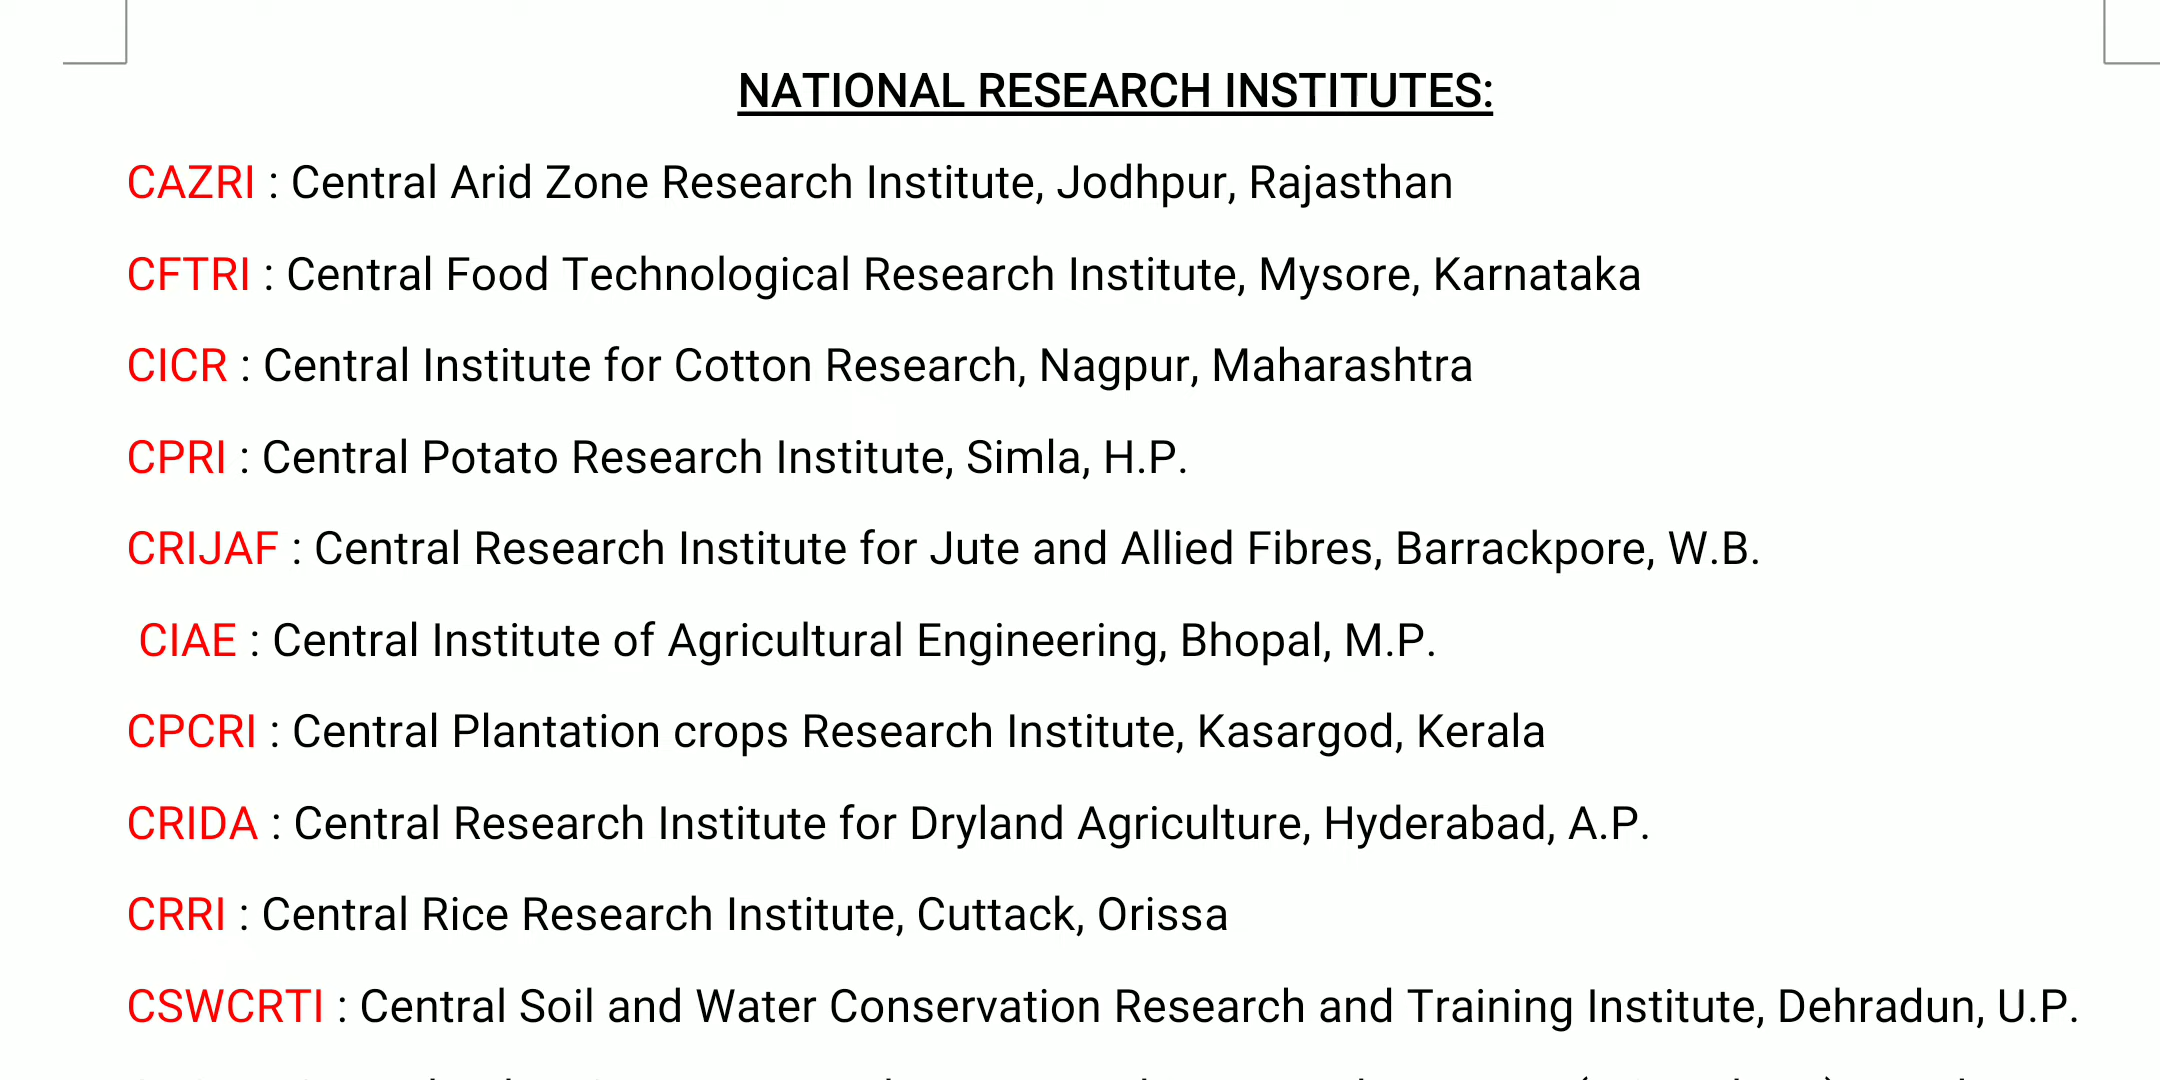 NATIONAL RESEARCH INSTITUTES:
CAZRI : Central Arid Zone Research Institute, Jodhpur, Rajasthan
CFTRI : Central Food Technological Research Institute, Mysore, Karnataka
CICR : Central Institute for Cotton Research, Nagpur, Maharashtra
CPRI : Central Potato Research Institute, Simla, H.P.
CRIJAF : Central Research Institute for Jute and Allied Fibres, Barrackpore, W.B.
CIAE : Central Institute of Agricultural Engineering, Bhopal, M.P.
CPCRI : Central Plantation crops Research Institute, Kasargod, Kerala
CRIDA : Central Research Institute for Dryland Agriculture, Hyderabad, A.P.
CRRI : Central Rice Research Institute, Cuttack, Orissa
CSWCRTI : Central Soil and Water Conservation Research and Training Institute, Dehradun, U.P.